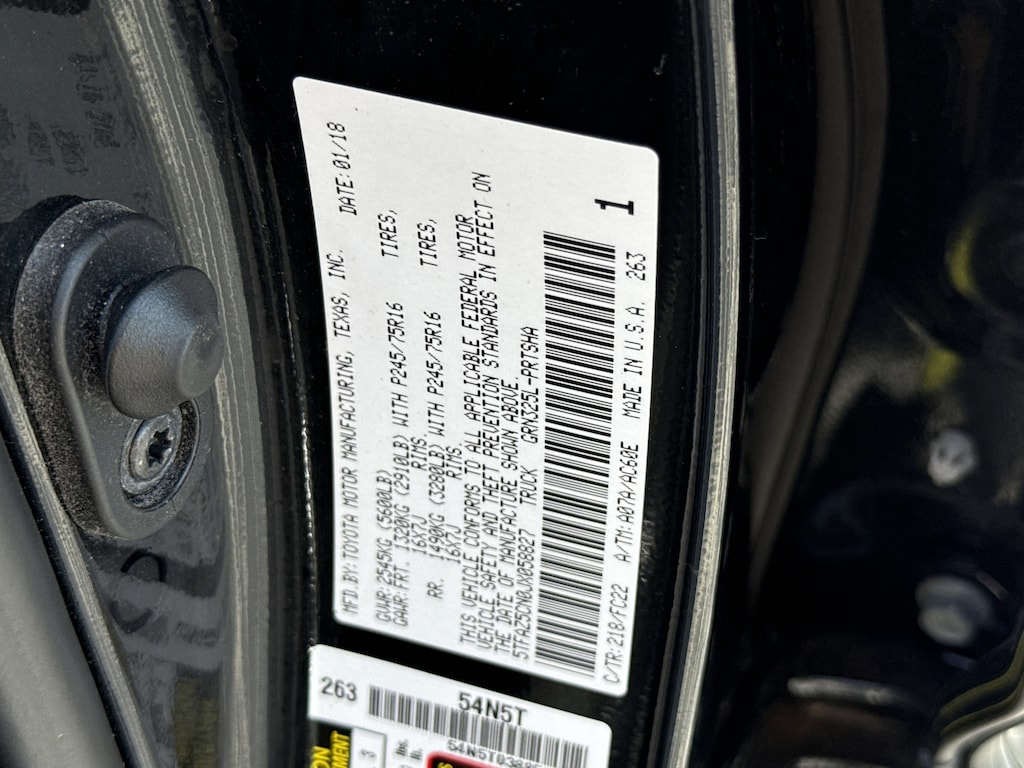 MFD.BY: TOYOTA MOTOR MANUFACTURING, TEXAS, INC. DATE: 01/18
GVWR: 2545KG (5600LB)
GAWR: FRT. 1320KG (2910LB) WITH P245/75R16 TIRES,
16X7J RIMS
RR. 1490KG (3280LB) WITH P245/75R16 TIRES,
16X7J RIMS
THIS VEHICLE CONFORMS TO ALL APPLICABLE FEDERAL MOTOR
VEHICLE SAFETY AND THEFT PREVENTION STANDARDS IN EFFECT ON
THE DATE OF MANUFACTURE SHOWN ABOVE.
5TFAZ5CN0JX058827 TRUCK GRN325L-PRTSHA
1
C/TR: 218/FC22 A/TM: A07A/AC60E MADE IN U.S.A. 263
263 54N5T